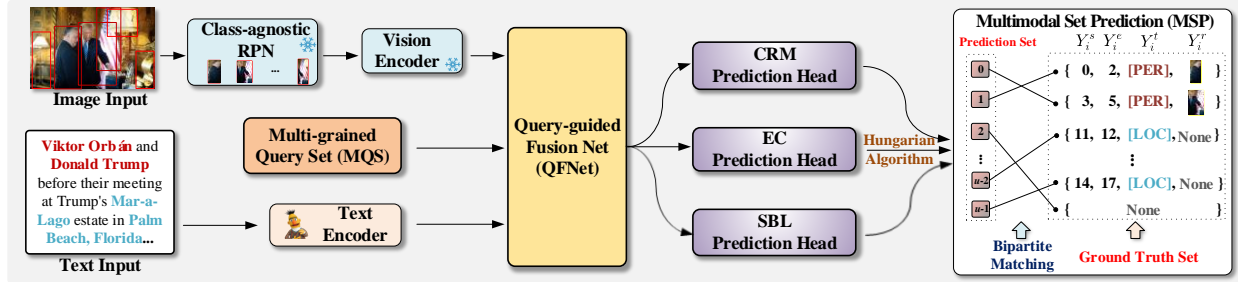 Class-agnostic
RPN
...
Image Input
Vision
Encoder
Viktor Orbán and
Donald Trump
before their meeting
at Trump's Mar-a-
Lago estate in Palm
Beach, Florida...
Text Input
Multi-grained
Query Set (MQS)
Text
Encoder
Query-guided
Fusion Net
(QFNet)
CRM
Prediction Head
EC
Prediction Head
SBL
Prediction Head
Hungarian
Algorithm
Multimodal Set Prediction (MSP)
Prediction Set
Y_i^s Y_i^e Y_i^t Y_i^r
0
{ 0, 2, [PER], }
1
{ 3, 5, [PER], }
2
{ 11, 12, [LOC], None }
⋮ ⋮
u-2
{ 14, 17, [LOC], None }
u-1
{ None }
Bipartite
Matching
Ground Truth Set